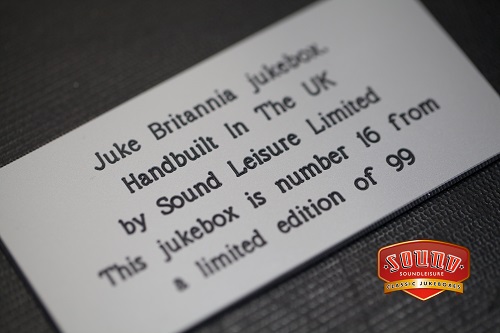 Juke Britannia jukebox.
Handbuilt In The UK
by Sound Leisure Limited
This jukebox is number 16 from
a limited edition of 99
SOUND
SOUNDLEISURE
CLASSIC JUKEBOXES